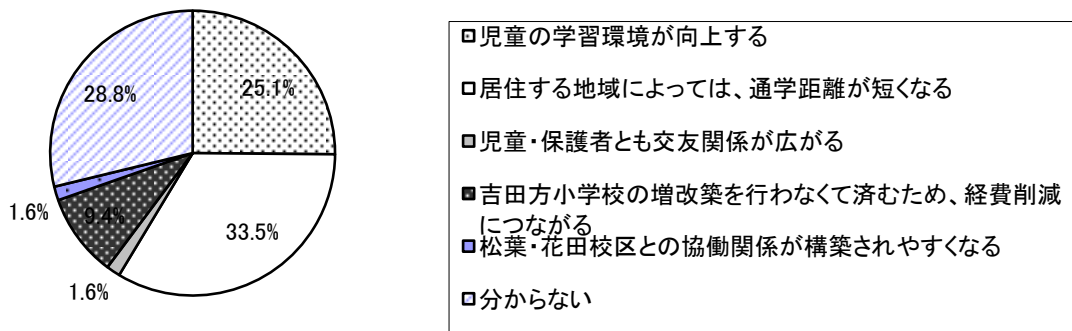 28.8%
25.1%
1.6%
9.4%
33.5%
1.6%
児童の学習環境が向上する
居住する地域によっては、通学距離が短くなる
児童・保護者とも交友関係が広がる
吉田方小学校の増改築を行わなくて済むため、経費削減
につながる
松葉・花田校区との協働関係が構築されやすくなる
分からない